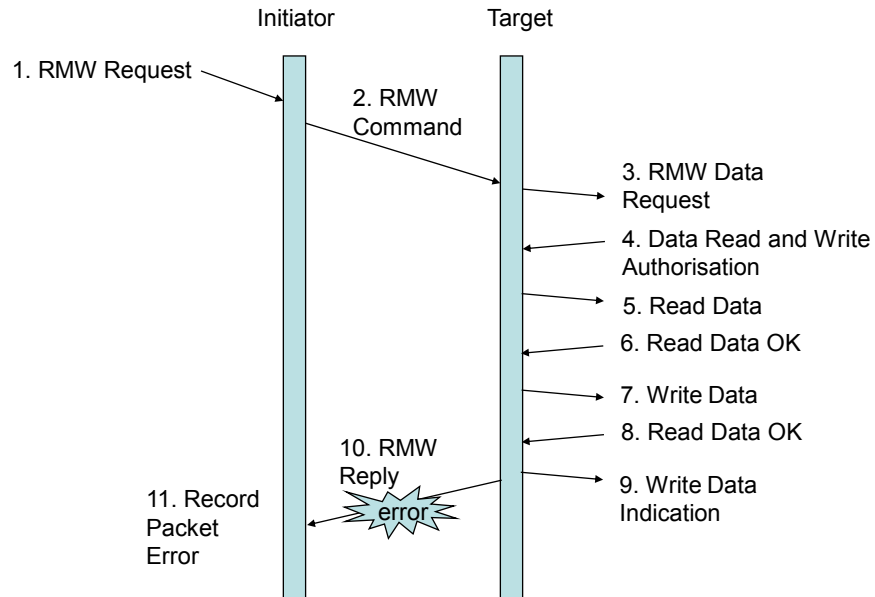 Initiator
Target
1. RMW Request
2. RMW
Command
3. RMW Data
Request
4. Data Read and Write
Authorisation
5. Read Data
6. Read Data OK
7. Write Data
8. Read Data OK
9. Write Data
Indication
10. RMW
Reply
error
11. Record
Packet
Error